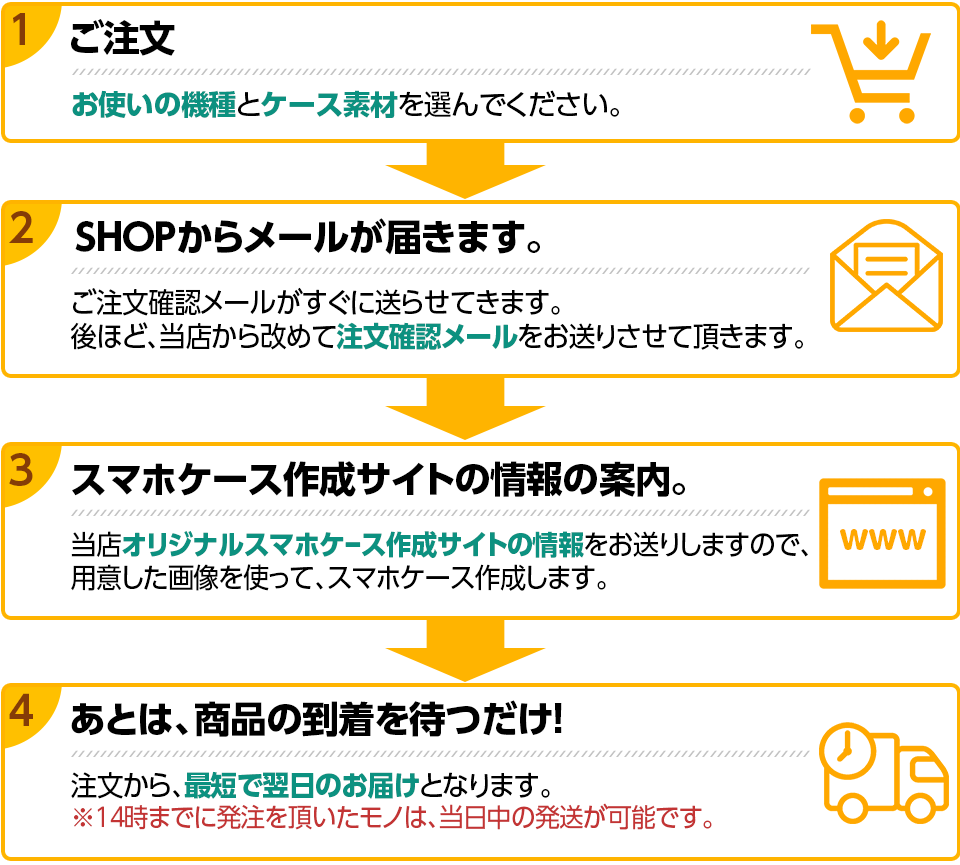 1
ご注文
お使いの機種とケース素材を選んでください。
2
SHOPからメールが届きます。
ご注文確認メールがすぐに送らせてきます。
後ほど、当店から改めて注文確認メールをお送りさせて頂きます。
3
スマホケース作成サイトの情報の案内。
当店オリジナルスマホケース作成サイトの情報をお送りしますので、
用意した画像を使って、スマホケース作成します。
www
4
あとは、商品の到着を待つだけ!
注文から、最短で翌日のお届けとなります。
※14時までに発注を頂いたモノは、当日中の発送が可能です。